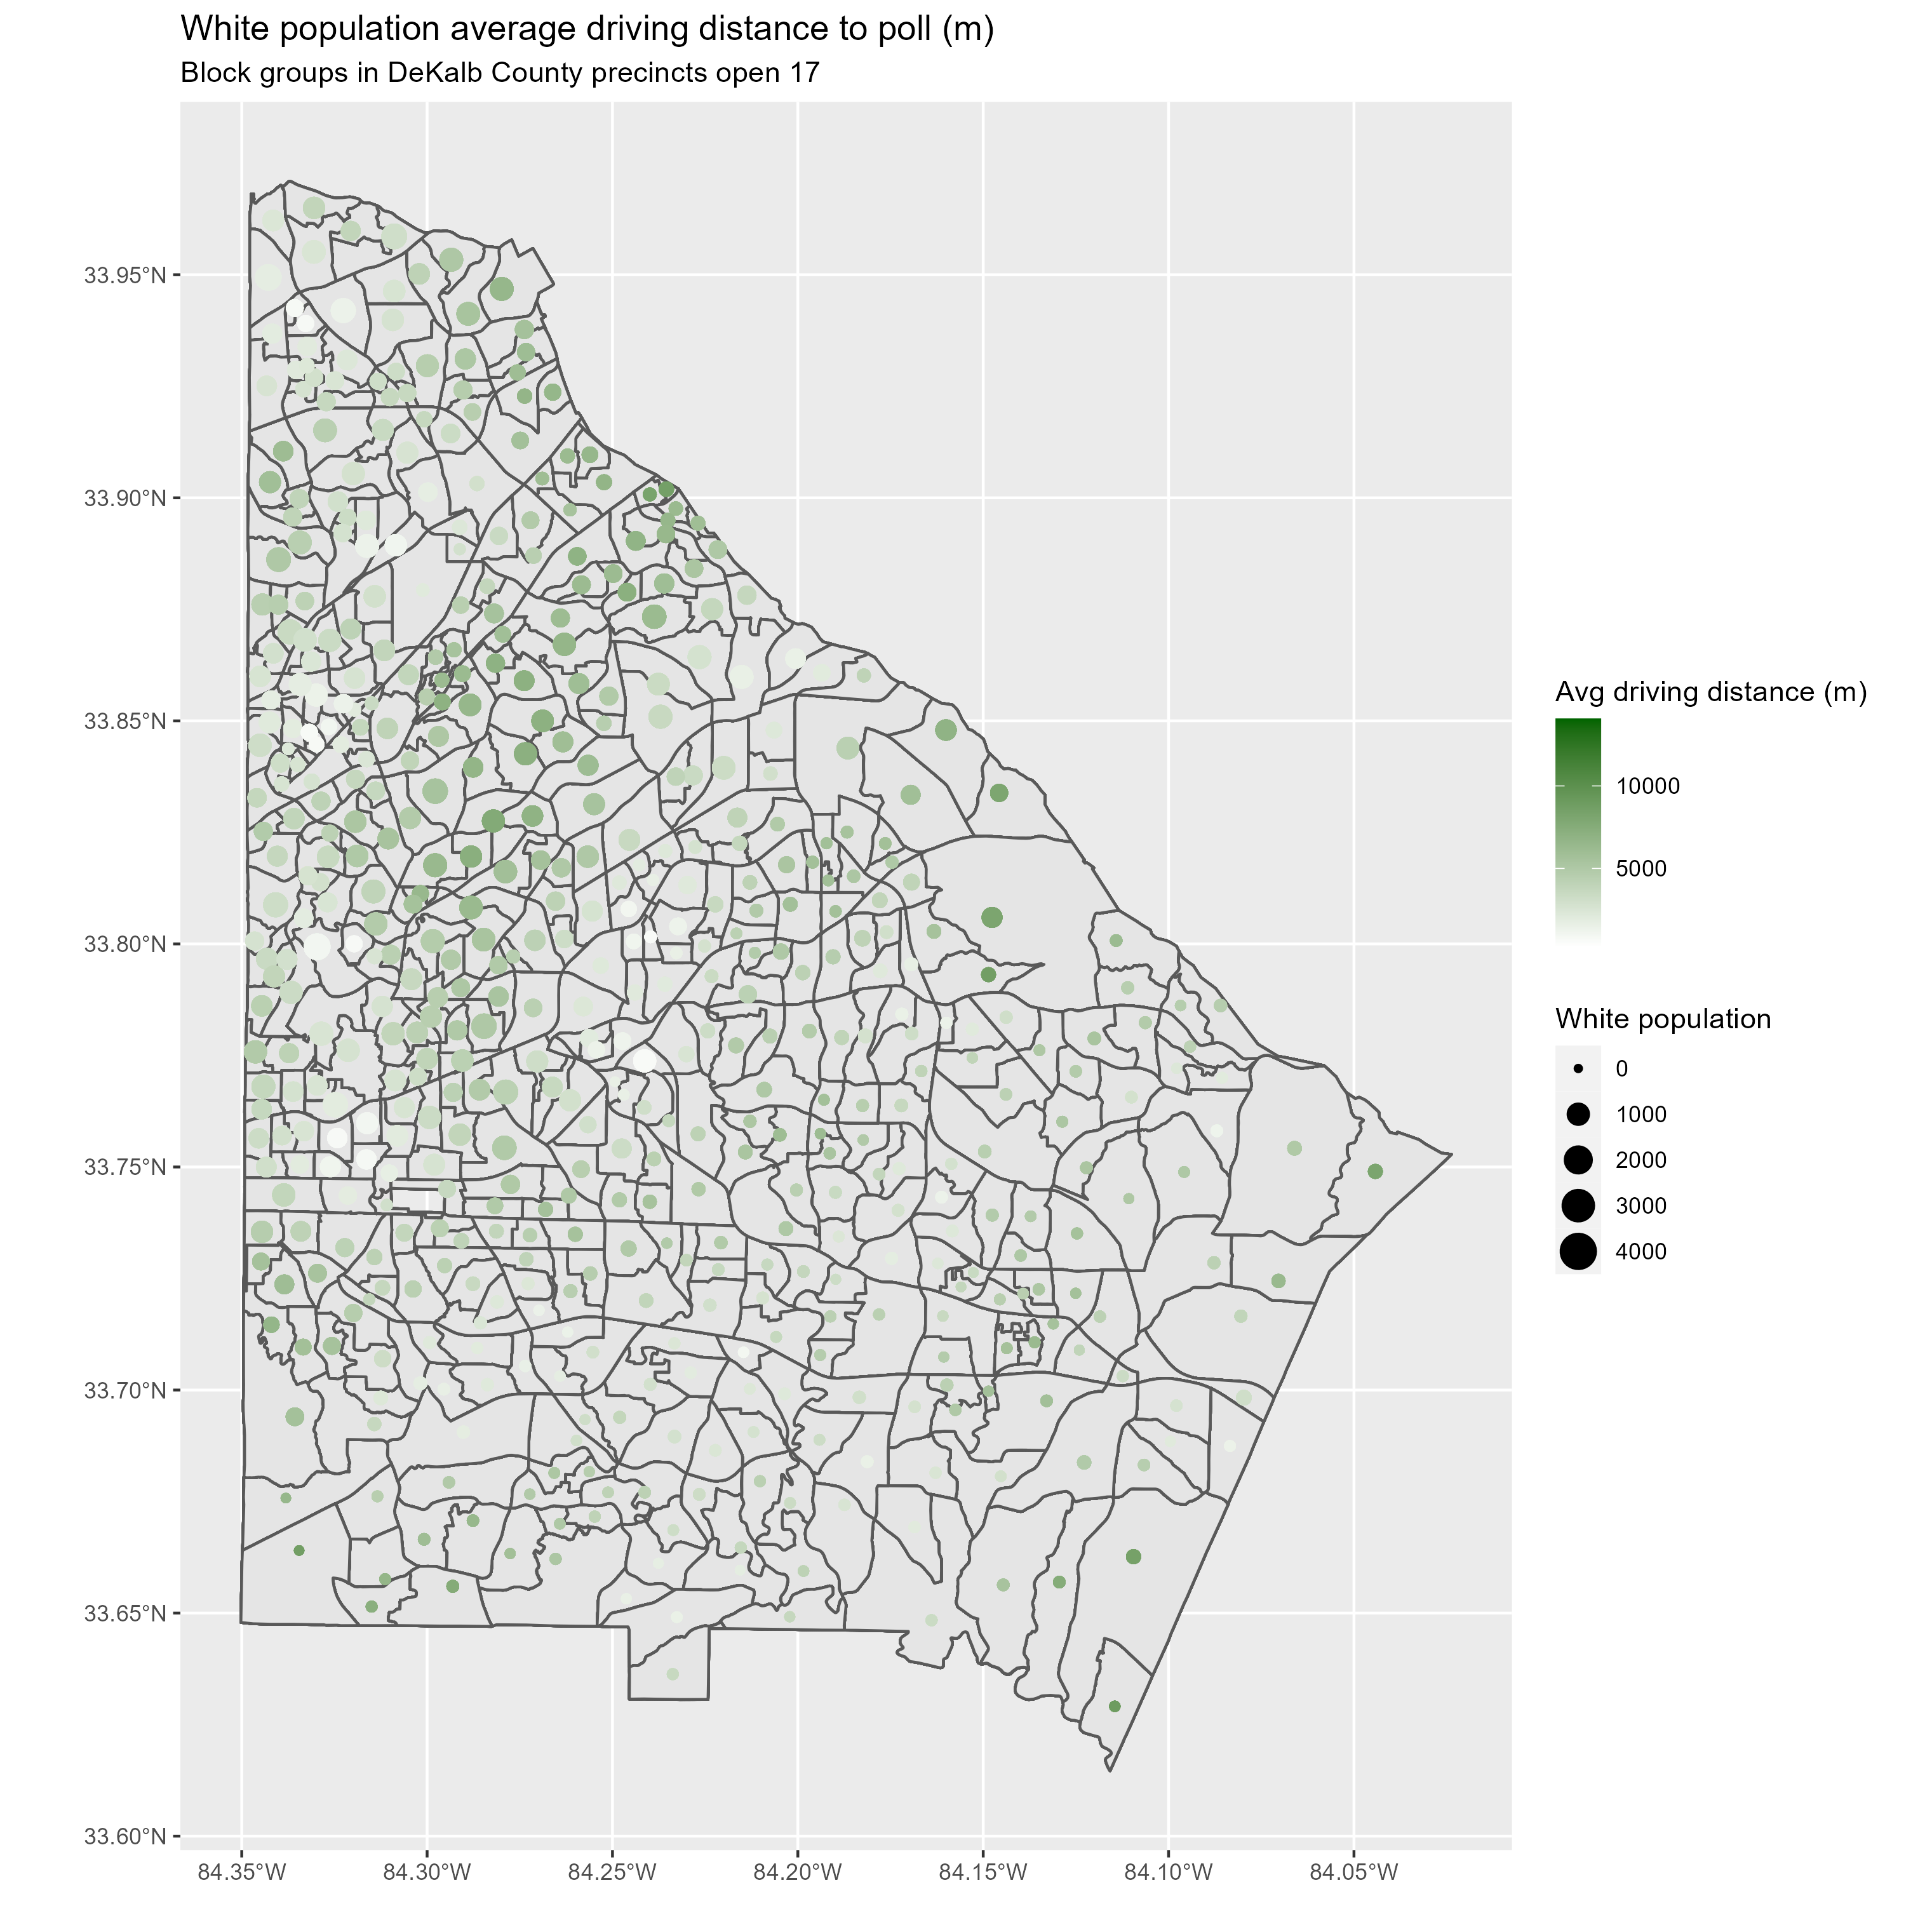 White population average driving distance to poll (m)
Block groups in DeKalb County precincts open 17
33.95°N
33.90°N
33.85°N
33.80°N
33.75°N
33.70°N
33.65°N
33.60°N
84.35°W
84.30°W
84.25°W
84.20°W
84.15°W
84.10°W
84.05°W
Avg driving distance (m)
10000
5000
White population
0
1000
2000
3000
4000